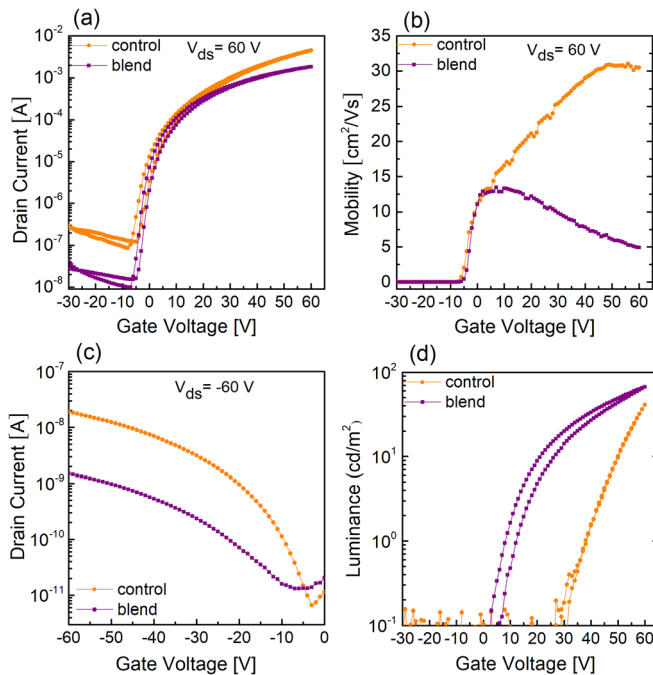 (a)
V_ds= 60 V
control
blend
10^-2
10^-3
10^-4
10^-5
10^-6
10^-7
10^-8
Drain Current [A]
-30 -20 -10 0 10 20 30 40 50 60
Gate Voltage [V]
(b)
V_ds= 60 V
control
blend
35
30
25
20
15
10
5
0
Mobility [cm²/Vs]
-30 -20 -10 0 10 20 30 40 50 60
Gate Voltage [V]
(c)
V_ds= -60 V
10^-7
10^-8
10^-9
10^-10
10^-11
Drain Current [A]
control
blend
-60 -50 -40 -30 -20 -10 0
Gate Voltage [V]
(d)
control
blend
10^2
10^1
10^0
10^-1
Luminance (cd/m²)
-30 -20 -10 0 10 20 30 40 50 60
Gate Voltage [V]